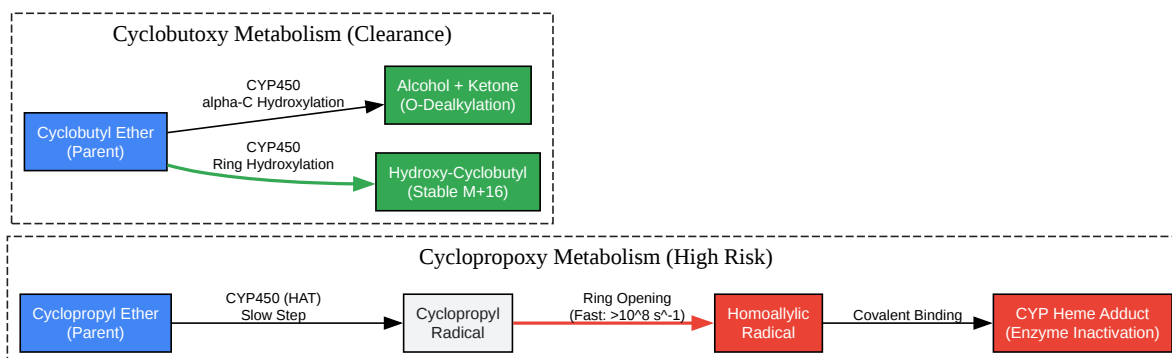 Cyclobutoxy Metabolism (Clearance)
CYP450
alpha-C Hydroxylation
Alcohol + Ketone
(O-Dealkylation)
Cyclobutyl Ether
(Parent)
CYP450
Ring Hydroxylation
Hydroxy-Cyclobutyl
(Stable M+16)
Cyclopropoxy Metabolism (High Risk)
Cyclopropyl Ether
(Parent)
CYP450 (HAT)
Slow Step
Cyclopropyl
Radical
Ring Opening
(Fast: >10^8 s^-1)
Homoallylic
Radical
Covalent Binding
CYP Heme Adduct
(Enzyme Inactivation)